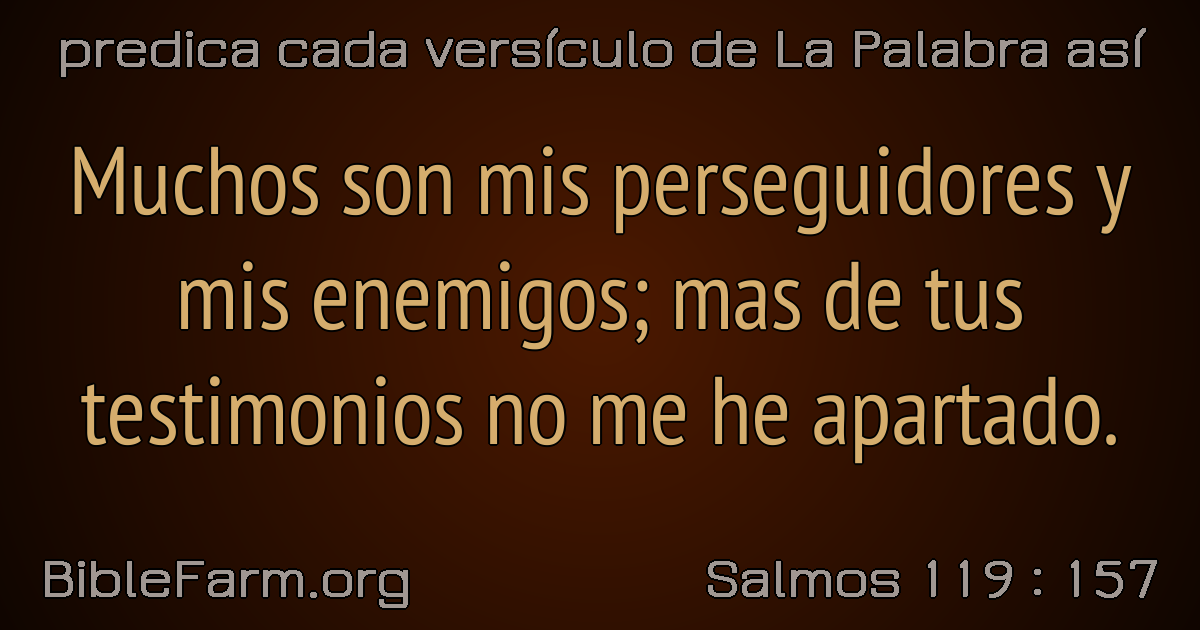 predica cada versículo de La Palabra así
Muchos son mis perseguidores y
mis enemigos; mas de tus
testimonios no me he apartado.
BibleFarm.org
Salmos 119 : 157